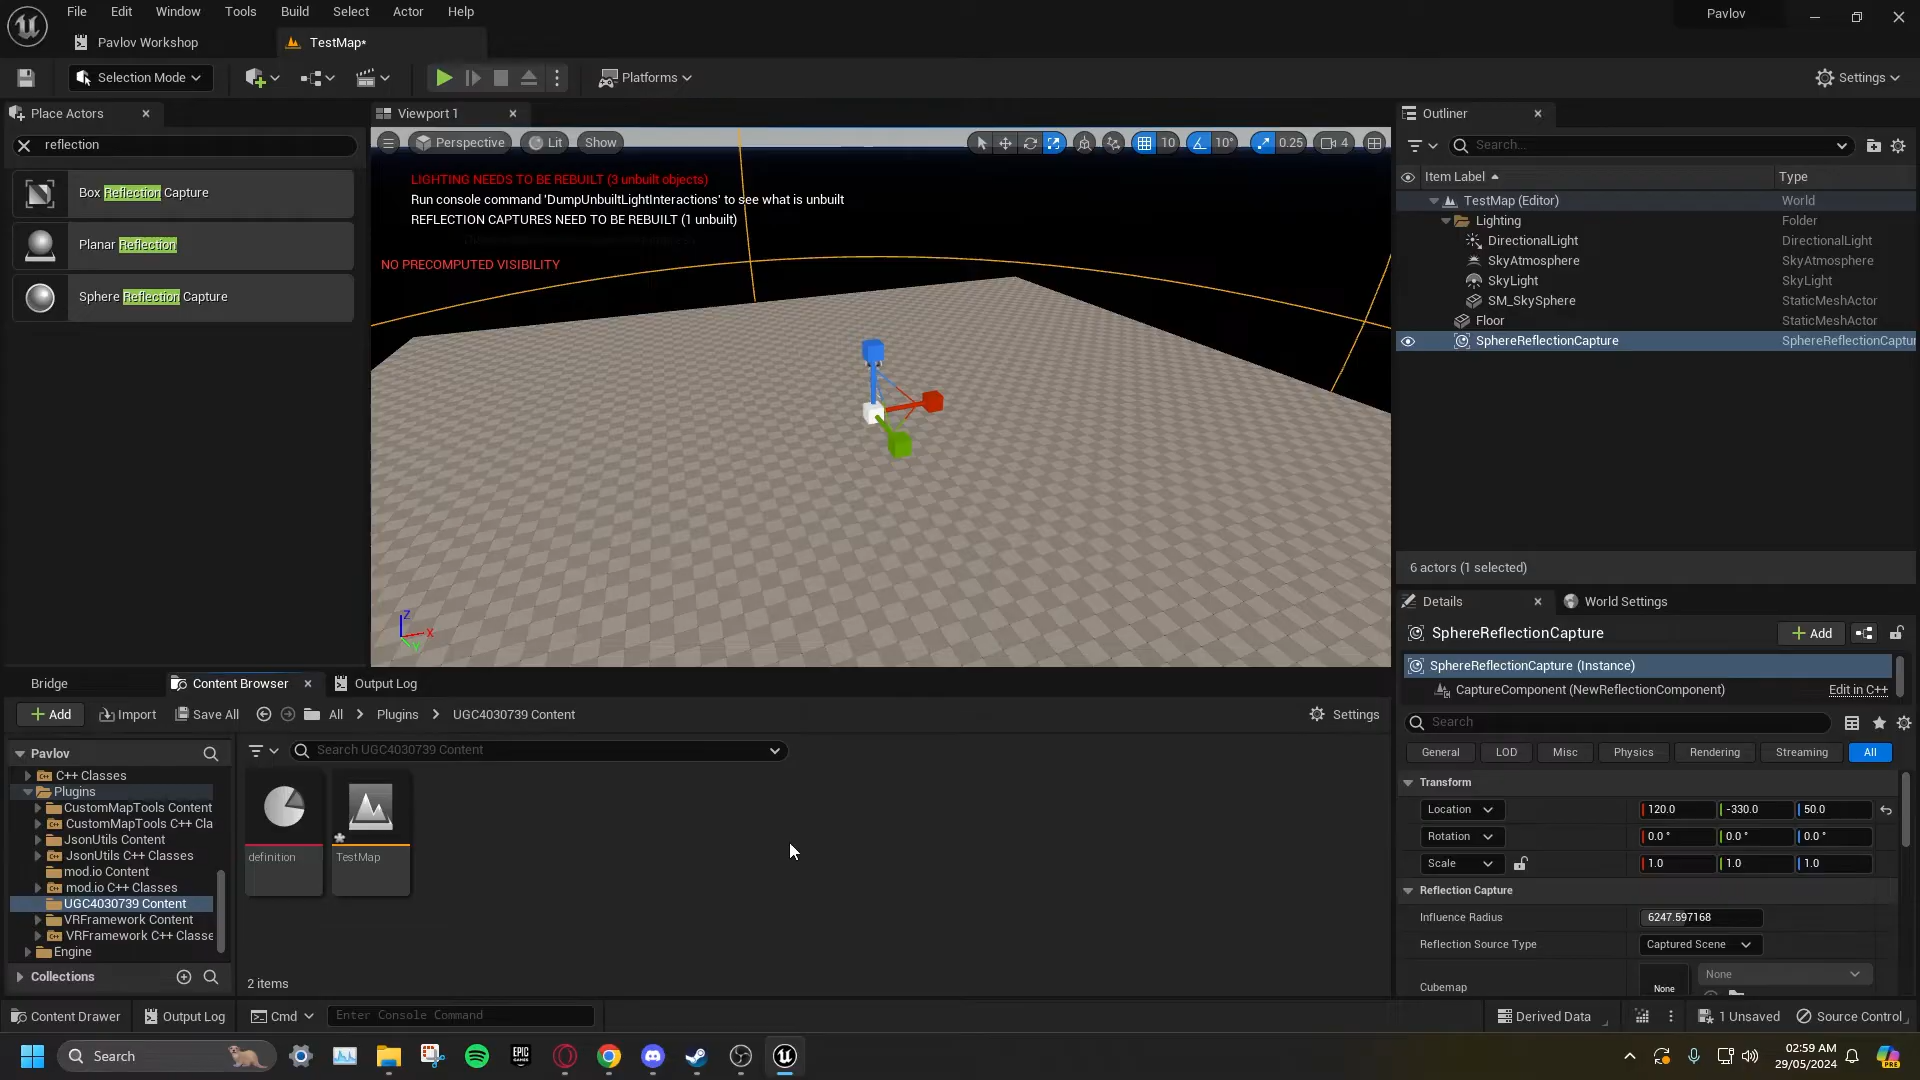 File Edit Window Tools Build Select Actor Help
Pavlov
Pavlov Workshop
TestMap*
Selection Mode
Platforms
Settings
Place Actors
reflection
Box Reflection Capture
Planar Reflection
Sphere Reflection Capture
Viewport 1
Perspective Lit Show
10 10° 0.25 4
LIGHTING NEEDS TO BE REBUILT (3 unbuilt objects)
Run console command 'DumpUnbuiltLightInteractions' to see what is unbuilt
REFLECTION CAPTURES NEED TO BE REBUILT (1 unbuilt)
NO PRECOMPUTED VISIBILITY
Z
X
Y
Outliner
Search...
Item Label Type
TestMap (Editor) World
Lighting Folder
DirectionalLight DirectionalLight
SkyAtmosphere SkyAtmosphere
SkyLight SkyLight
SM_SkySphere StaticMeshActor
Floor StaticMeshActor
SphereReflectionCapture SphereReflectionCaptur
6 actors (1 selected)
Details
World Settings
SphereReflectionCapture
Add
SphereReflectionCapture (Instance)
CaptureComponent (NewReflectionComponent) Edit in C++
Search
General LOD Misc Physics Rendering Streaming All
Transform
Location 120.0 -330.0 50.0
Rotation 0.0 ° 0.0 ° 0.0 °
Scale 1.0 1.0 1.0
Reflection Capture
Influence Radius 6247.597168
Reflection Source Type Captured Scene
Cubemap None None
Bridge
Content Browser
Output Log
Add Import Save All All Plugins UGC4030739 Content
Settings
Pavlov
C++ Classes
Plugins
CustomMapTools Content
CustomMapTools C++ Cla
JsonUtils Content
JsonUtils C++ Classes
mod.io Content
mod.io C++ Classes
UGC4030739 Content
VRFramework Content
VRFramework C++ Classe
Engine
Collections
Search UGC4030739 Content
definition
TestMap
2 items
Content Drawer Output Log Cmd Enter Console Command
Derived Data 1 Unsaved Source Control
Search
EPIC GAMES
02:59 AM
29/05/2024
PRE